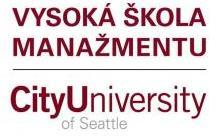 VYSOKÁ ŠKOLA
MANAŽMENTU
CityUniversity
of Seattle